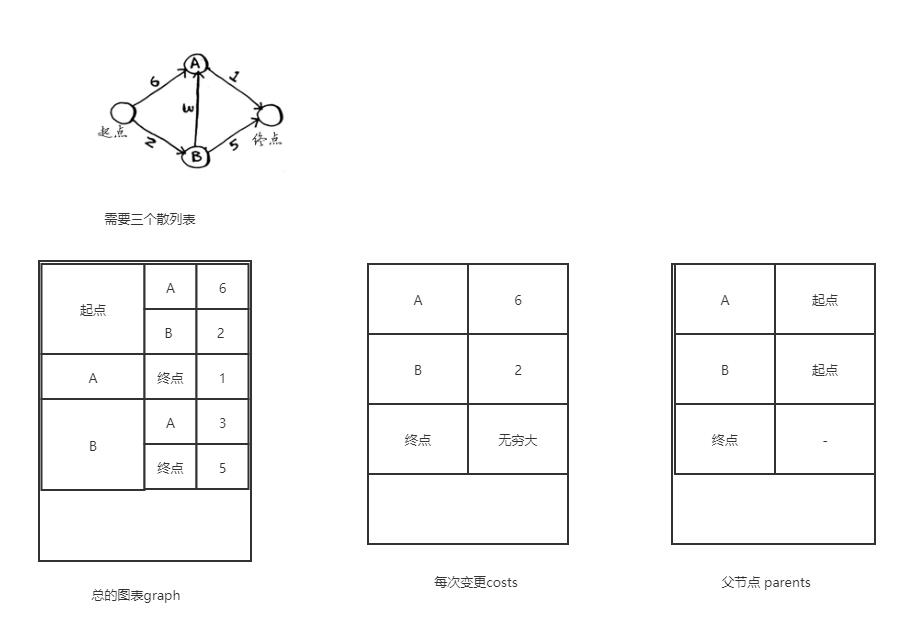 A
6
1
3
起点
2
B
5
终点
需要三个散列表
起点 A 6
B 2
A 终点 1
B A 3
终点 5
总的图表graph
A 6
B 2
终点 无穷大
每次变更costs
A 起点
B 起点
终点 -
父节点 parents